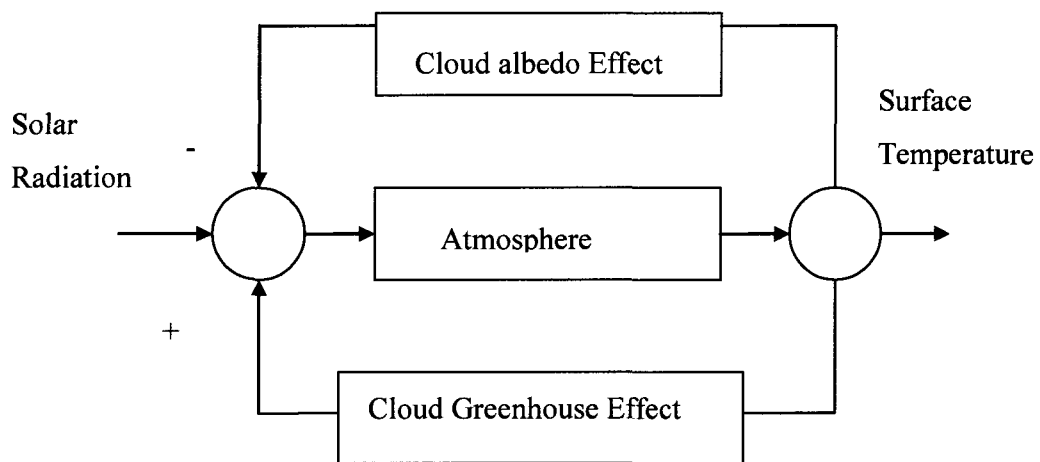 Cloud albedo Effect
Solar
Radiation
-
Surface
Temperature
Atmosphere
+
Cloud Greenhouse Effect